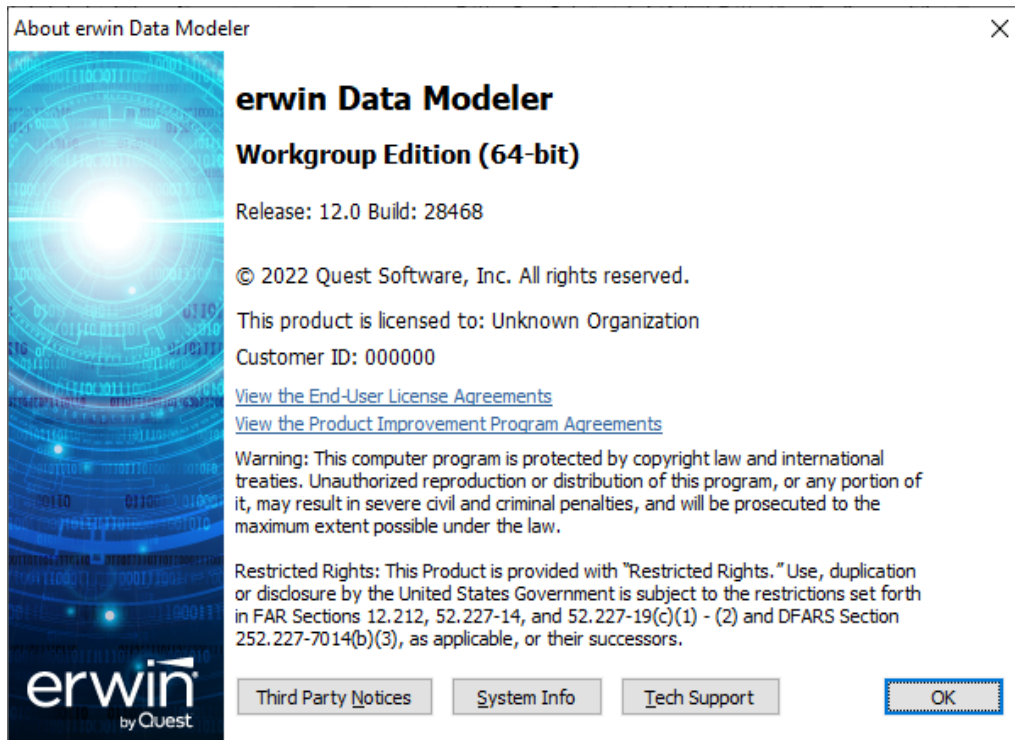 About erwin Data Modeler
erwin Data Modeler
Workgroup Edition (64-bit)
Release: 12.0 Build: 28468
© 2022 Quest Software, Inc. All rights reserved.
This product is licensed to: Unknown Organization
Customer ID: 000000
View the End-User License Agreements
View the Product Improvement Program Agreements
Warning: This computer program is protected by copyright law and international
treaties. Unauthorized reproduction or distribution of this program, or any portion of
it, may result in severe civil and criminal penalties, and will be prosecuted to the
maximum extent possible under the law.
Restricted Rights: This Product is provided with “Restricted Rights.” Use, duplication
or disclosure by the United States Government is subject to the restrictions set forth
in FAR Sections 12.212, 52.227-14, and 52.227-19(c)(1) - (2) and DFARS Section
252.227-7014(b)(3), as applicable, or their successors.
erwin
by Quest
Third Party Notices
System Info
Tech Support
OK